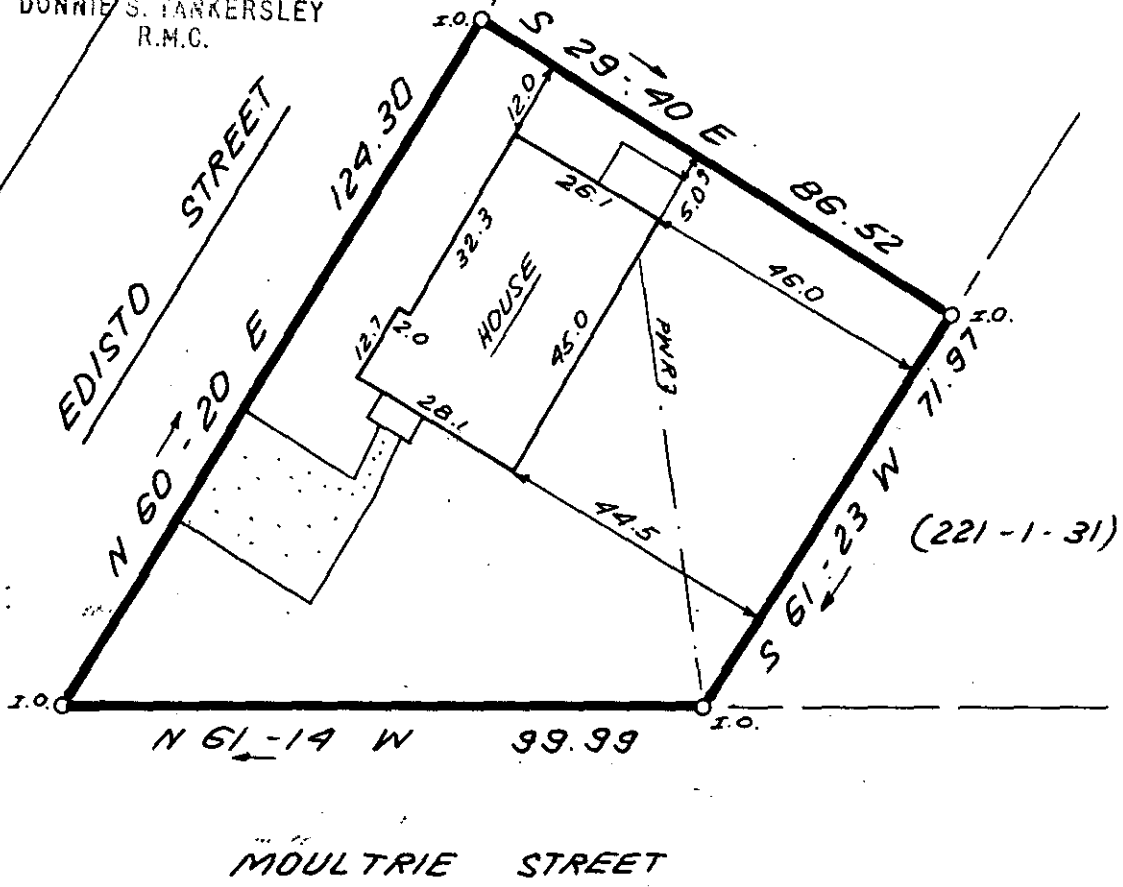 DONNIE S. TANKERSLEY
R.M.C.
I.O.
S 29-40 E
86.52
EDISTO STREET
124.30
N 60-20 E
12.0
26.1
5.0
32.3
HOUSE
45.0
46.0
12.7
2.0
28.1
PWR
44.5
I.O.
71.97
S 61-23 W
(221-1-31)
I.O.
I.O.
N 61-14 W 99.99
MOULTRIE STREET